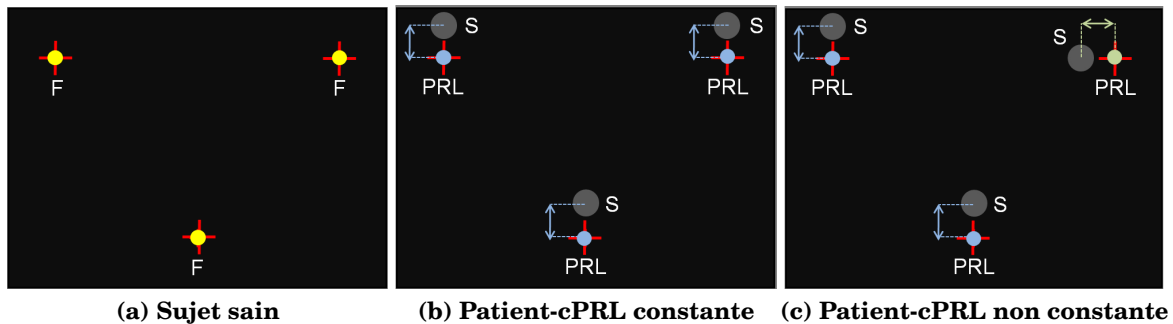 F
F
F
S
PRL
S
PRL
S
PRL
S
PRL
S
PRL
S
PRL
(a) Sujet sain
(b) Patient-cPRL constante
(c) Patient-cPRL non constante